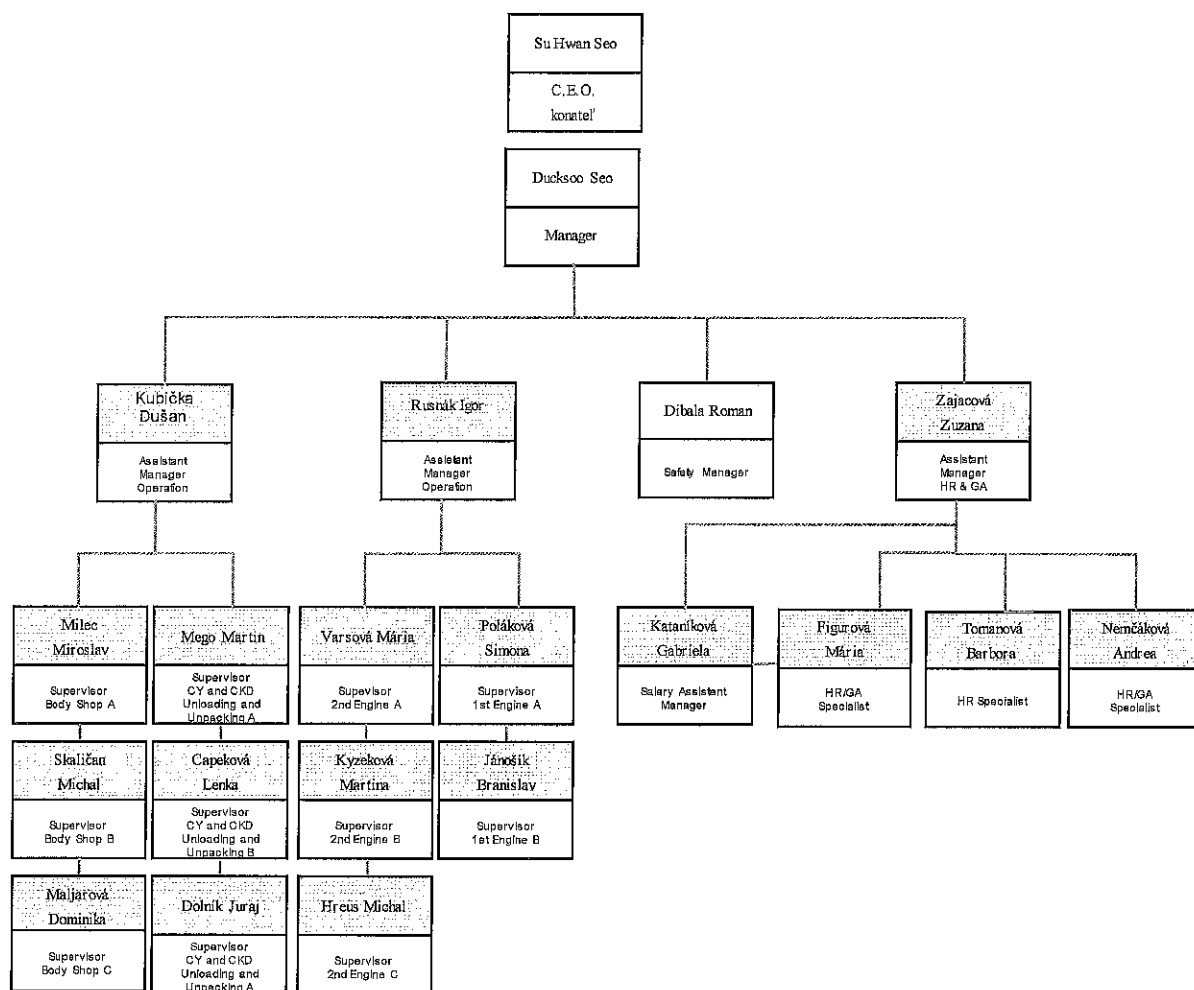 Su Hwan Seo
C.E.O.
konateľ
Ducksoo Seo
Manager
Kubička
Dušan
Assistant
Manager
Operation
Rusnák Igor
Assistant
Manager
Operation
Díbala Roman
Safety Manager
Zajacová
Zuzana
Assistant
Manager
HR & GA
Milec
Miroslav
Supervisor
Body Shop A
Mego Martin
Supervisor
CY and CKD
Unloading and
Unpacking A
Varsová Mária
Supervisor
2nd Engine A
Poláková
Simona
Supervisor
1st Engine A
Kataníková
Gabriela
Salary Assistant
Manager
Figurová
Mária
HR/GA
Specialist
Tomanová
Barbora
HR Specialist
Nemčáková
Andrea
HR/GA
Specialist
Skaličan
Michal
Supervisor
Body Shop B
Capeková
Lenka
Supervisor
CY and CKD
Unloading and
Unpacking B
Kyzeková
Martina
Supervisor
2nd Engine B
Jánošík
Branislav
Supervisor
1st Engine B
Maljarová
Dominika
Supervisor
Body Shop C
Dolník Juraj
Supervisor
CY and CKD
Unloading and
Unpacking A
Hreus Michal
Supervisor
2nd Engine C